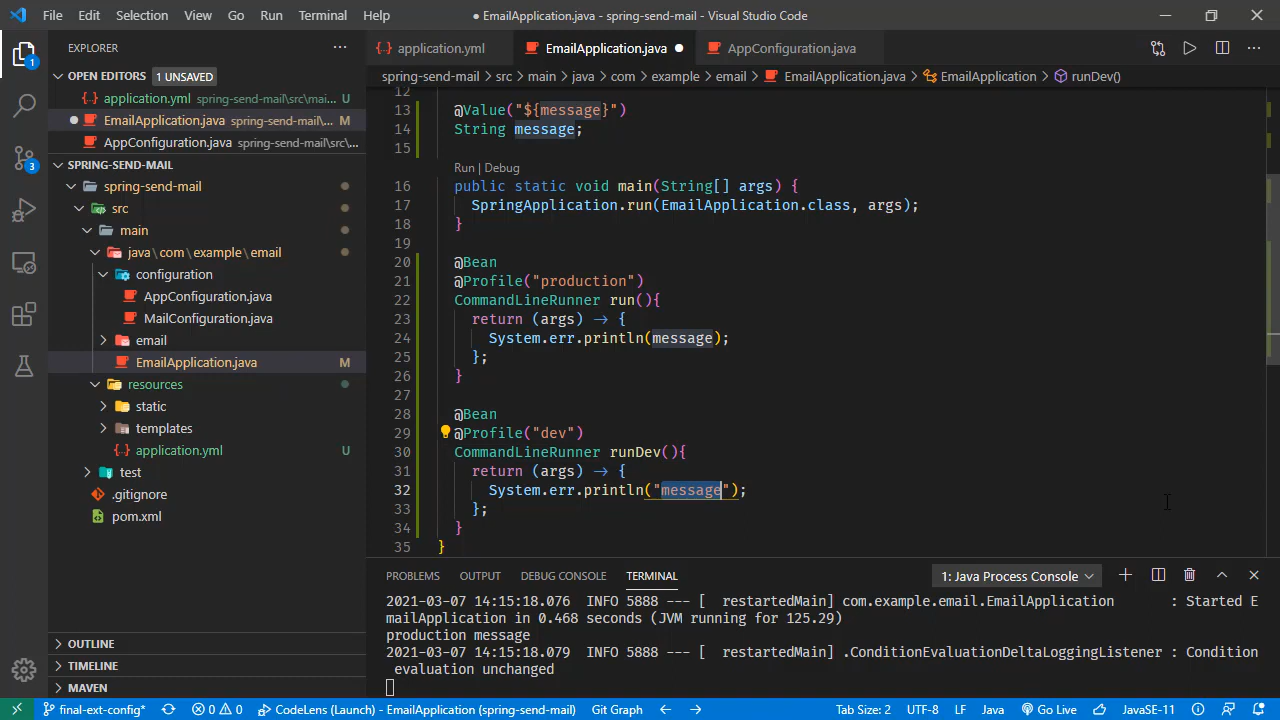 File Edit Selection View Go Run Terminal Help
● EmailApplication.java - spring-send-mail - Visual Studio Code
EXPLORER
OPEN EDITORS 1 UNSAVED
application.yml spring-send-mail\src\mai... U
EmailApplication.java spring-send-mail\... M
AppConfiguration.java spring-send-mail\src\...
SPRING-SEND-MAIL
spring-send-mail
src
main
java\com\example\email
configuration
AppConfiguration.java
MailConfiguration.java
email
EmailApplication.java M
resources
static
templates
application.yml U
test
.gitignore
pom.xml
OUTLINE
TIMELINE
MAVEN
1
3
application.yml EmailApplication.java ● AppConfiguration.java
spring-send-mail > src > main > java > com > example > email > EmailApplication.java > EmailApplication > runDev()
12
13 @Value("${message}")
14 String message;
15
Run | Debug
16 public static void main(String[] args) {
17 SpringApplication.run(EmailApplication.class, args);
18 }
19
20 @Bean
21 @Profile("production")
22 CommandLineRunner run(){
23 return (args) -> {
24 System.err.println(message);
25 };
26 }
27
28 @Bean
29 @Profile("dev")
30 CommandLineRunner runDev(){
31 return (args) -> {
32 System.err.println("message");
33 };
34 }
35 }
PROBLEMS OUTPUT DEBUG CONSOLE TERMINAL 1: Java Process Console
2021-03-07 14:15:18.076 INFO 5888 --- [ restartedMain] com.example.email.EmailApplication : Started E
mailApplication in 0.468 seconds (JVM running for 125.29)
production message
2021-03-07 14:15:18.079 INFO 5888 --- [ restartedMain] .ConditionEvaluationDeltaLoggingListener : Condition
evaluation unchanged
final-ext-config* 0 0 CodeLens (Launch) - EmailApplication (spring-send-mail) Git Graph Tab Size: 2 UTF-8 LF Java Go Live JavaSE-11